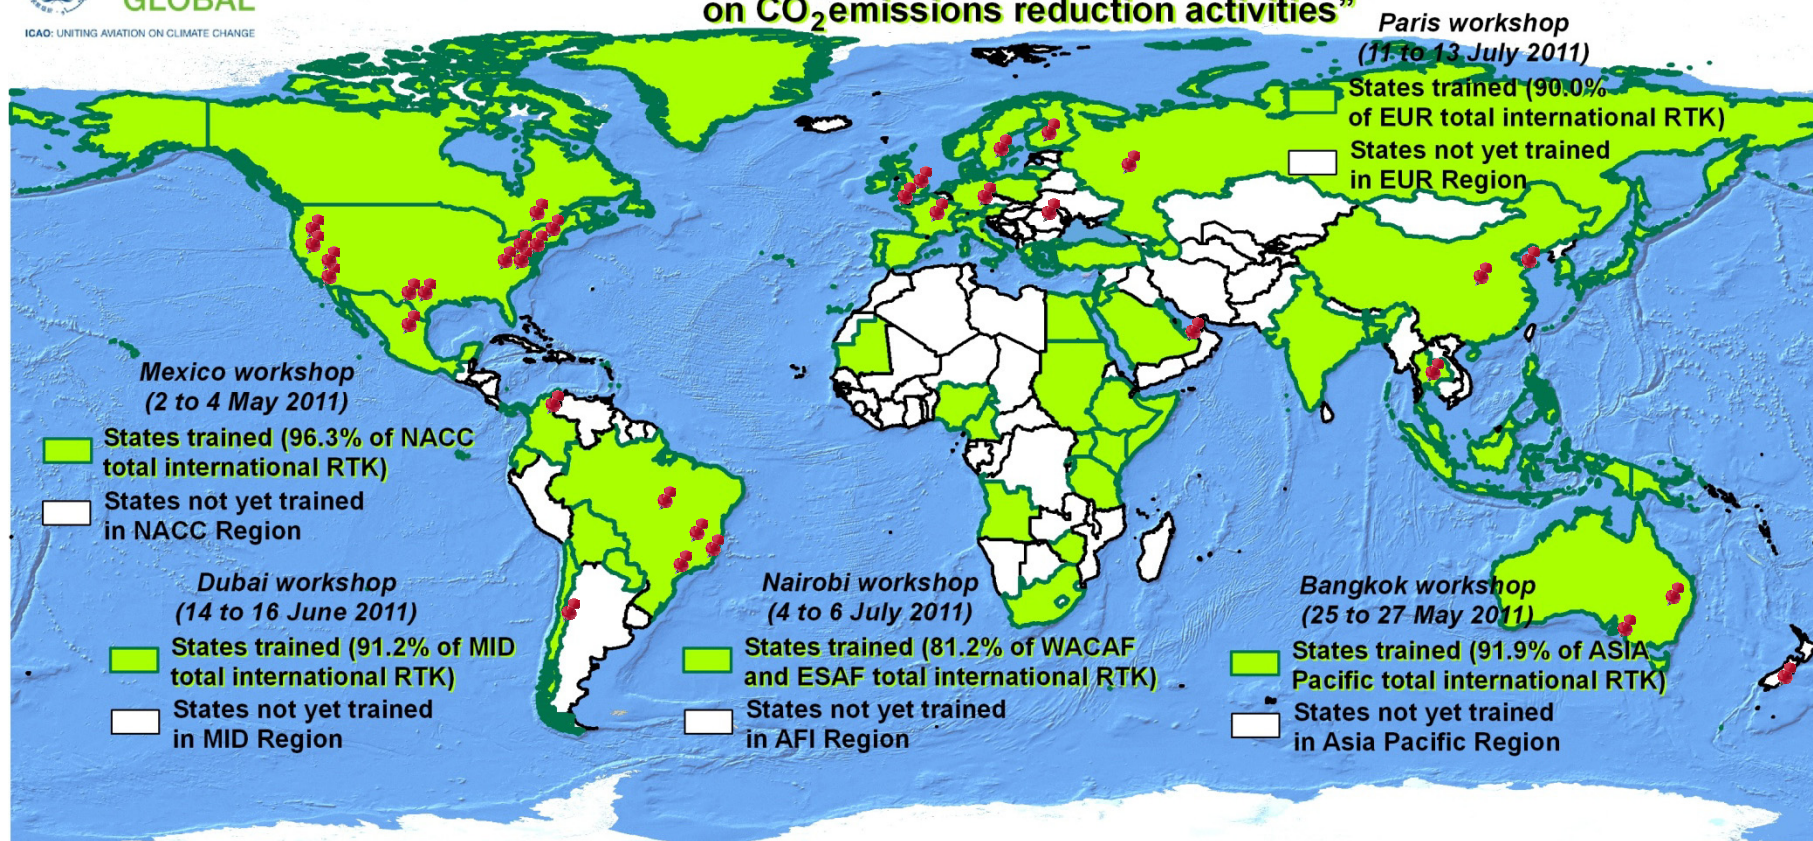 GLOBAL
ICAO: UNITING AVIATION ON CLIMATE CHANGE
on CO2 emissions reduction activities”
Paris workshop
(11 to 13 July 2011)
States trained (90.0%
of EUR total international RTK)
States not yet trained
in EUR Region
Mexico workshop
(2 to 4 May 2011)
States trained (96.3% of NACC
total international RTK)
States not yet trained
in NACC Region
Dubai workshop
(14 to 16 June 2011)
States trained (91.2% of MID
total international RTK)
States not yet trained
in MID Region
Nairobi workshop
(4 to 6 July 2011)
States trained (81.2% of WACAF
and ESAF total international RTK)
States not yet trained
in AFI Region
Bangkok workshop
(25 to 27 May 2011)
States trained (91.9% of ASIA
Pacific total international RTK)
States not yet trained
in Asia Pacific Region